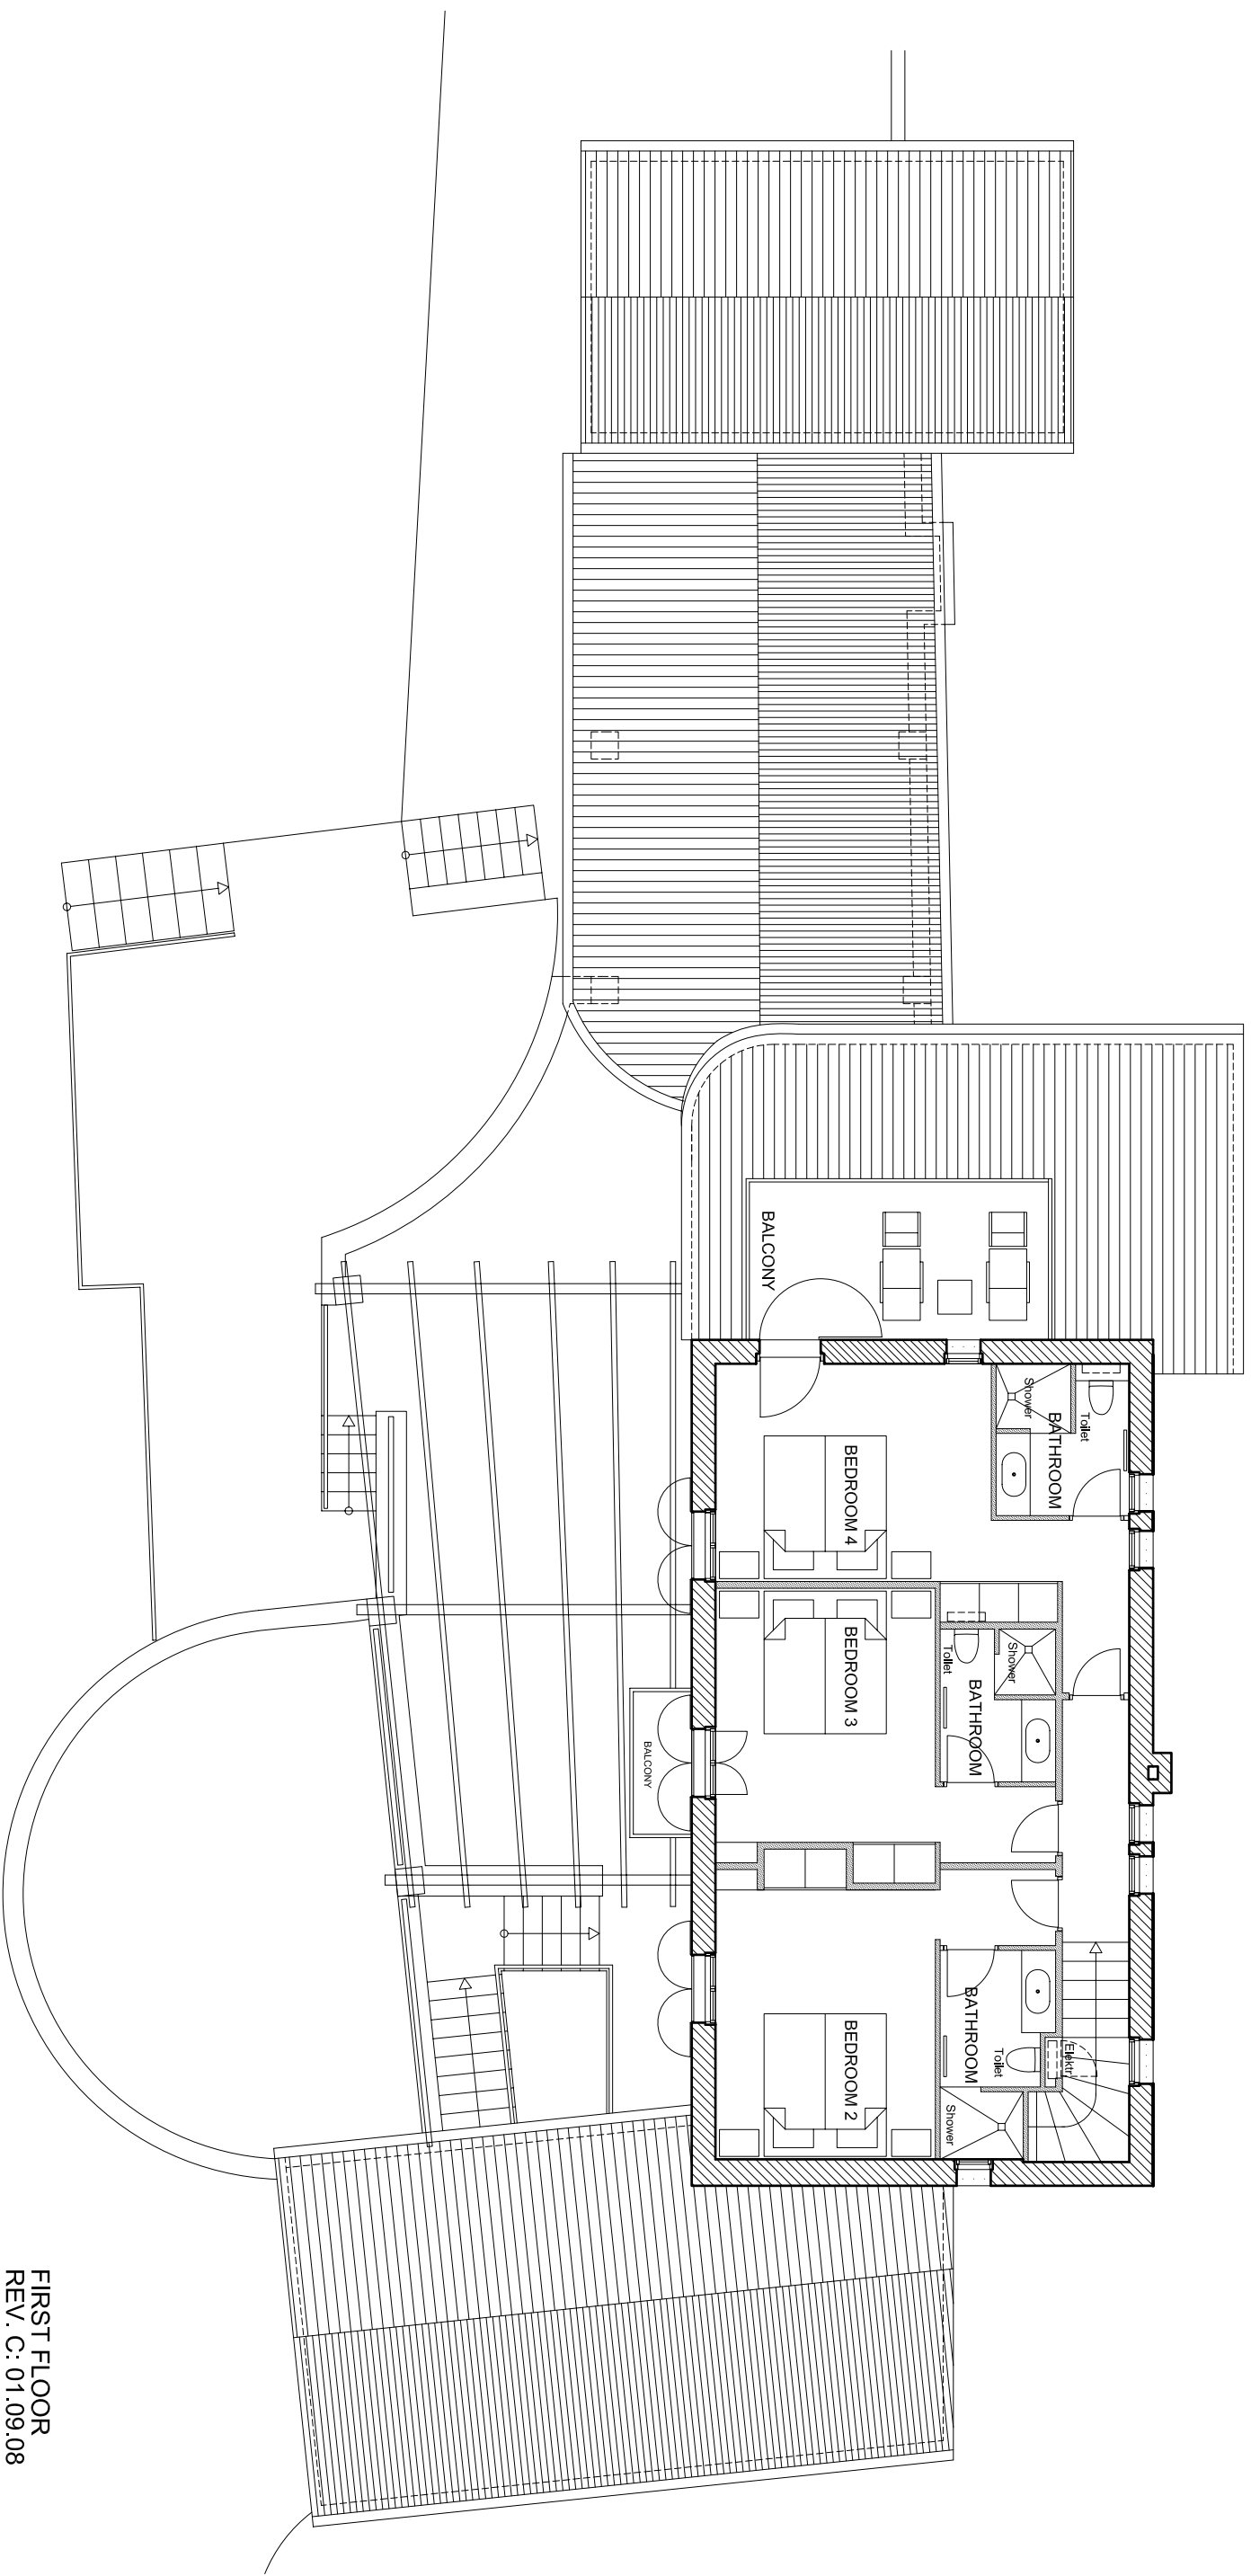 BALCONY
Shower
BATHROOM
Toilet
BEDROOM 4
BEDROOM 3
Toilet
Shower
BATHROOM
BALCONY
BEDROOM 2
BATHROOM
Toilet
Elektr.
Shower
FIRST FLOOR
REV. C: 01.09.08